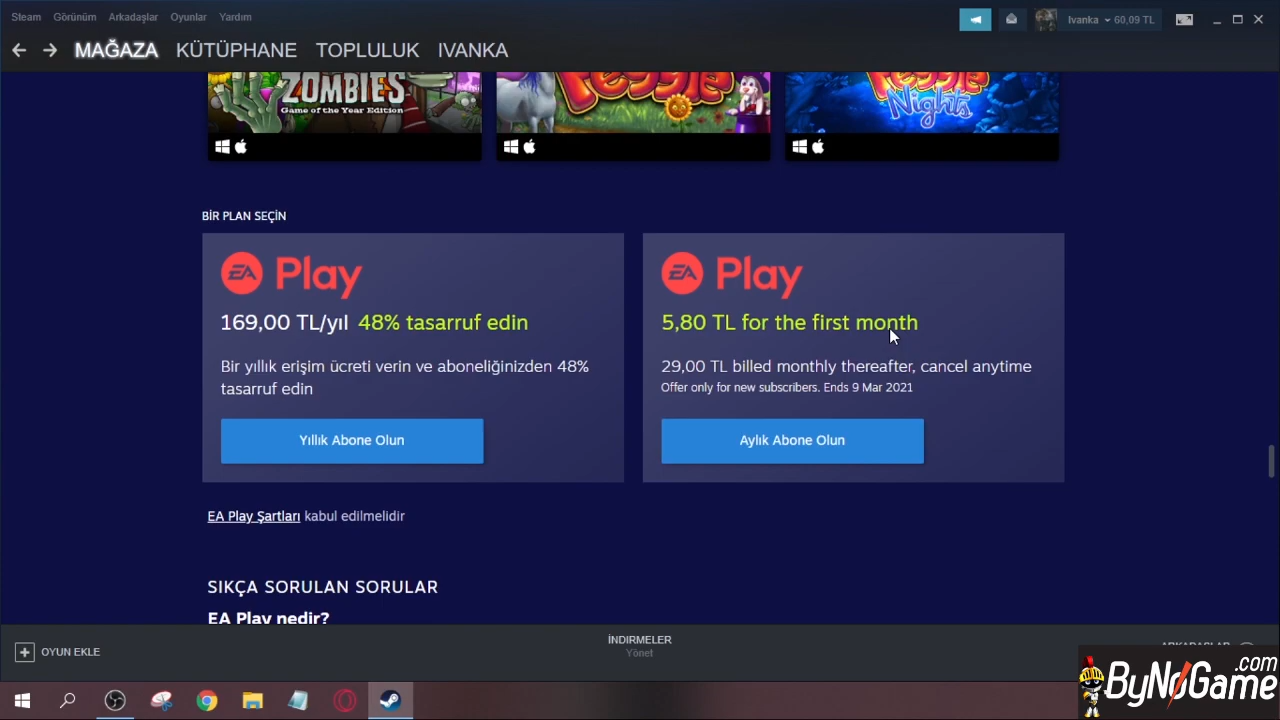 Steam Görünüm Arkadaşlar Oyunlar Yardım
Ivanka 60,09 TL
MAĞAZA KÜTÜPHANE TOPLULUK IVANKA
ZOMBIES
Game of the Year Edition
Peggle
Peggle
Nights
BİR PLAN SEÇİN
EA Play
169,00 TL/yıl 48% tasarruf edin
Bir yıllık erişim ücreti verin ve aboneliğinizden 48%
tasarruf edin
Yıllık Abone Olun
EA Play
5,80 TL for the first month
29,00 TL billed monthly thereafter, cancel anytime
Offer only for new subscribers. Ends 9 Mar 2021
Aylık Abone Olun
EA Play Şartları kabul edilmelidir
SIKÇA SORULAN SORULAR
EA Play nedir?
OYUN EKLE
İNDİRMELER
Yönet
ByNoGame.com